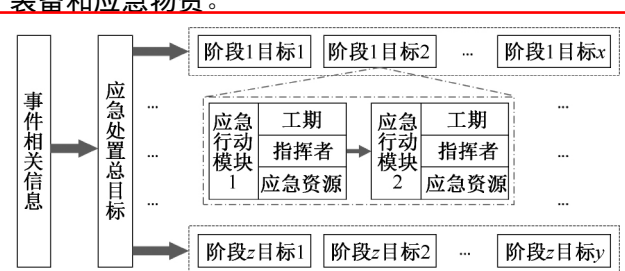 装备和应急物资。
阶段1目标1 阶段1目标2 ... 阶段1目标x
事件相关信息
应急处置总目标
... ...
应急行动模块1 工期 指挥者 应急资源
应急行动模块2 工期 指挥者 应急资源
... ...
... ...
阶段z目标1 阶段z目标2 ... 阶段z目标y